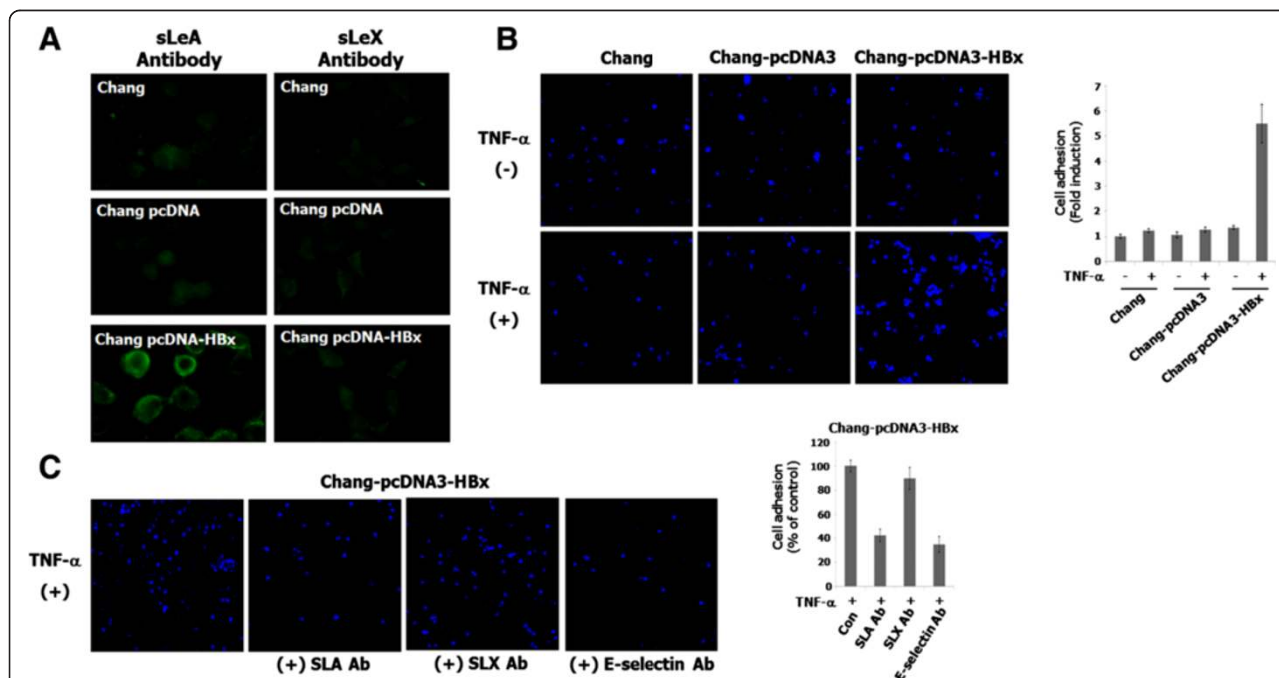 A
sLeA
Antibody
sLeX
Antibody
Chang
Chang
Chang pcDNA
Chang pcDNA
Chang pcDNA-HBx
Chang pcDNA-HBx
B
Chang
Chang-pcDNA3
Chang-pcDNA3-HBx
TNF-α
(-)
TNF-α
(+)
Cell adhesion
(Fold induction)
7
6
5
4
3
2
1
0
TNF-α - + - + - +
Chang
Chang-pcDNA3
Chang-pcDNA3-HBx
C
Chang-pcDNA3-HBx
TNF-α
(+)
(+) SLA Ab
(+) SLX Ab
(+) E-selectin Ab
Chang-pcDNA3-HBx
Cell adhesion
(% of control)
120
100
80
60
40
20
0
TNF-α + + + +
Con
SLA Ab
SLX Ab
E-selectin Ab